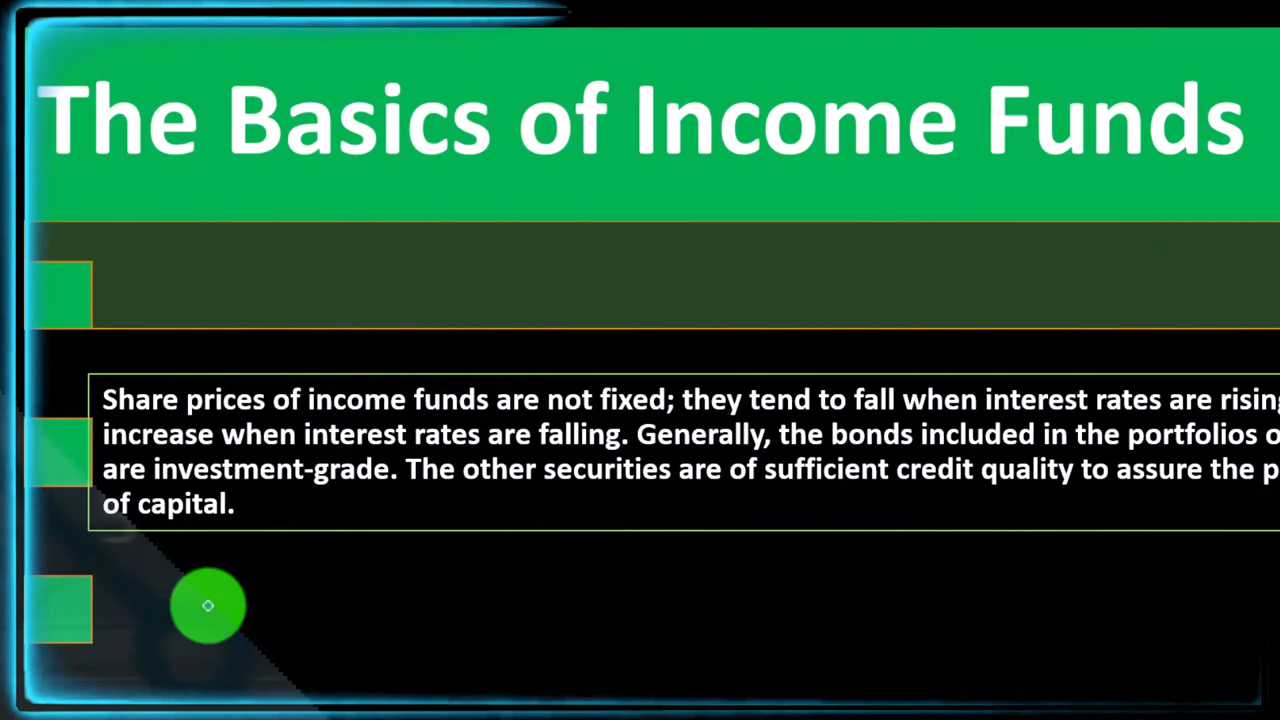 The Basics of Income Funds
Share prices of income funds are not fixed; they tend to fall when interest rates are
increase when interest rates are falling. Generally, the bonds included in the portfolios
are investment-grade. The other securities are of sufficient credit quality to assure the
of capital.